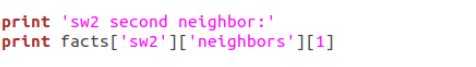 print 'sw2 second neighbor:'
print facts['sw2']['neighbors'][1]